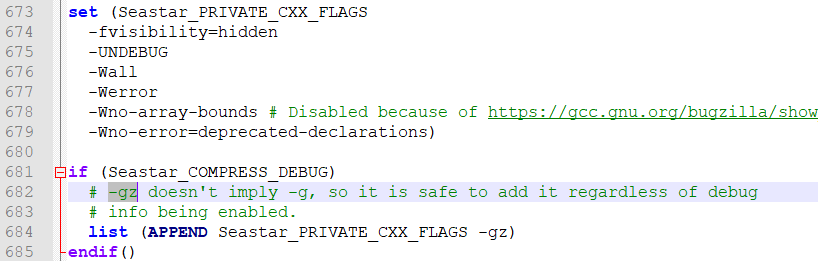 673 set (Seastar_PRIVATE_CXX_FLAGS
674   -fvisibility=hidden
675   -UNDEBUG
676   -Wall
677   -Werror
678   -Wno-array-bounds # Disabled because of https://gcc.gnu.org/bugzilla/show
679   -Wno-error=deprecated-declarations)
680
681 if (Seastar_COMPRESS_DEBUG)
682   # -gz doesn't imply -g, so it is safe to add it regardless of debug
683   # info being enabled.
684   list (APPEND Seastar_PRIVATE_CXX_FLAGS -gz)
685 endif()